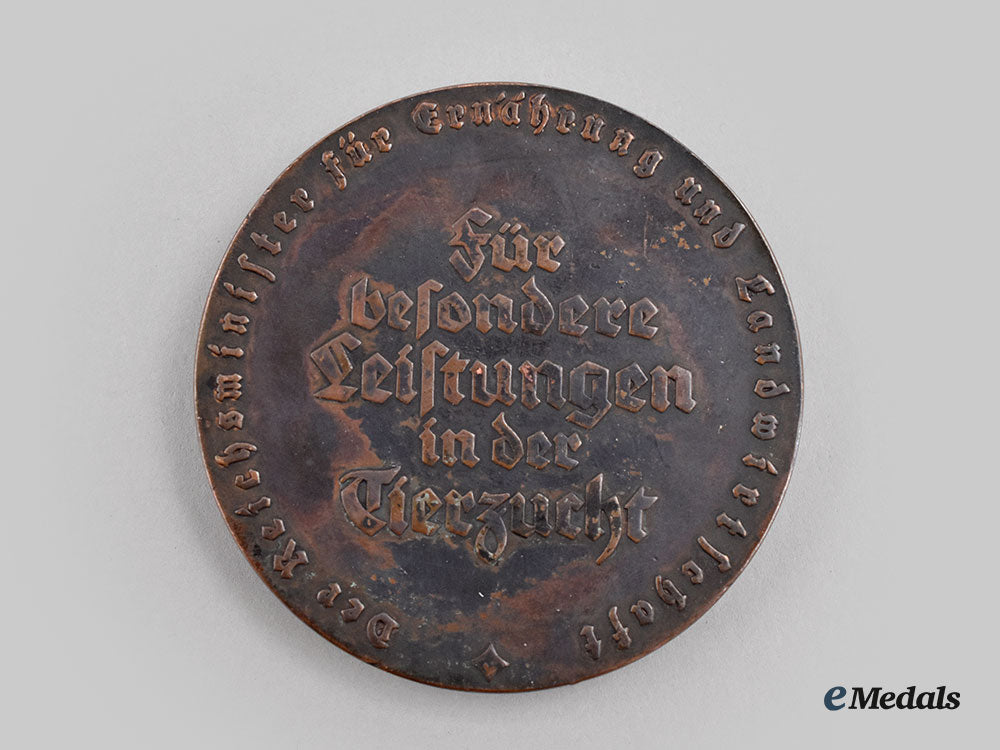 Der Reichsminister für Ernährung und Landwirtschaft
Für
besondere
Leistungen
in der
Tierzucht
eMedals